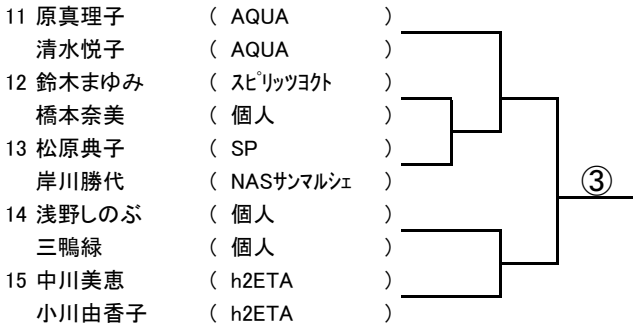 11 原真理子 ( AQUA )
清水悦子 ( AQUA )
12 鈴木まゆみ ( スピリッツヨクト )
橋本奈美 ( 個人 )
13 松原典子 ( SP )
岸川勝代 ( NASサンマルシェ )
③
14 浅野しのぶ ( 個人 )
三鴨緑 ( 個人 )
15 中川美恵 ( h2ETA )
小川由香子 ( h2ETA )